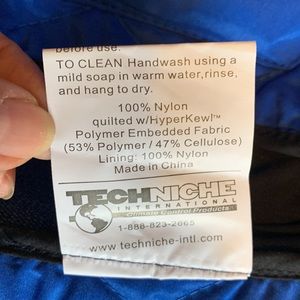 before use.
TO CLEAN Handwash using a
mild soap in warm water,rinse,
and hang to dry.
100% Nylon
quilted w/HyperKewl™
Polymer Embedded Fabric
(53% Polymer / 47% Cellulose)
Lining: 100% Nylon
Made in China
TECHNICHE
INTERNATIONAL
Climate Control Products™
1-888-823-2665
www.techniche-intl.com